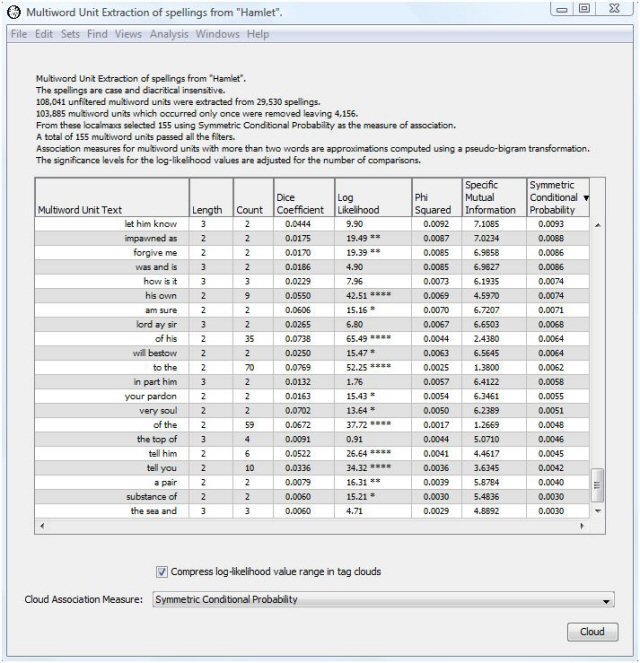 Multiword Unit Extraction of spellings from "Hamlet".
File Edit Sets Find Views Analysis Windows Help
Multiword Unit Extraction of spellings from "Hamlet".
The spellings are case and diacritical insensitive.
108,041 unfiltered multiword units were extracted from 29,530 spellings.
103,885 multiword units which occurred only once were removed leaving 4,156.
From these localmaxs selected 155 using Symmetric Conditional Probability as the measure of association.
A total of 155 multiword units passed all the filters.
Association measures for multiword units with more than two words are approximations computed using a pseudo-bigram transformation.
The significance levels for the log-likelihood values are adjusted for the number of comparisons.
Multiword Unit Text Length Count Dice Coefficient Log Likelihood Phi Squared Specific Mutual Information Symmetric Conditional Probability
let him know 3 2 0.0444 9.90 0.0092 7.1085 0.0093
impawned as 2 2 0.0175 19.49 ** 0.0087 7.0234 0.0088
forgive me 2 2 0.0170 19.39 ** 0.0085 6.9858 0.0086
was and is 3 2 0.0186 4.90 0.0085 6.9827 0.0086
how is it 3 3 0.0229 7.96 0.0073 6.1935 0.0074
his own 2 9 0.0550 42.51 **** 0.0069 4.5970 0.0074
am sure 2 2 0.0606 15.16 * 0.0070 6.7207 0.0071
lord ay sir 3 2 0.0265 6.80 0.0067 6.6503 0.0068
of his 2 35 0.0738 65.49 **** 0.0044 2.4380 0.0064
will bestow 2 2 0.0250 15.47 * 0.0063 6.5645 0.0064
to the 2 70 0.0769 52.25 **** 0.0025 1.3800 0.0062
in part him 3 2 0.0132 1.76 0.0057 6.4122 0.0058
your pardon 2 2 0.0163 15.43 * 0.0054 6.3461 0.0055
very soul 2 2 0.0702 13.64 * 0.0050 6.2389 0.0051
of the 2 59 0.0672 37.72 **** 0.0017 1.2669 0.0048
the top of 3 4 0.0091 0.91 0.0044 5.0710 0.0046
tell him 2 6 0.0522 26.64 **** 0.0041 4.4617 0.0045
tell you 2 10 0.0336 34.32 **** 0.0036 3.6345 0.0042
a pair 2 2 0.0079 16.31 ** 0.0039 5.8784 0.0040
substance of 2 2 0.0060 15.21 * 0.0030 5.4836 0.0030
the sea and 3 3 0.0060 4.71 0.0029 4.8892 0.0030
Compress log-likelihood value range in tag clouds
Cloud Association Measure: Symmetric Conditional Probability
Cloud